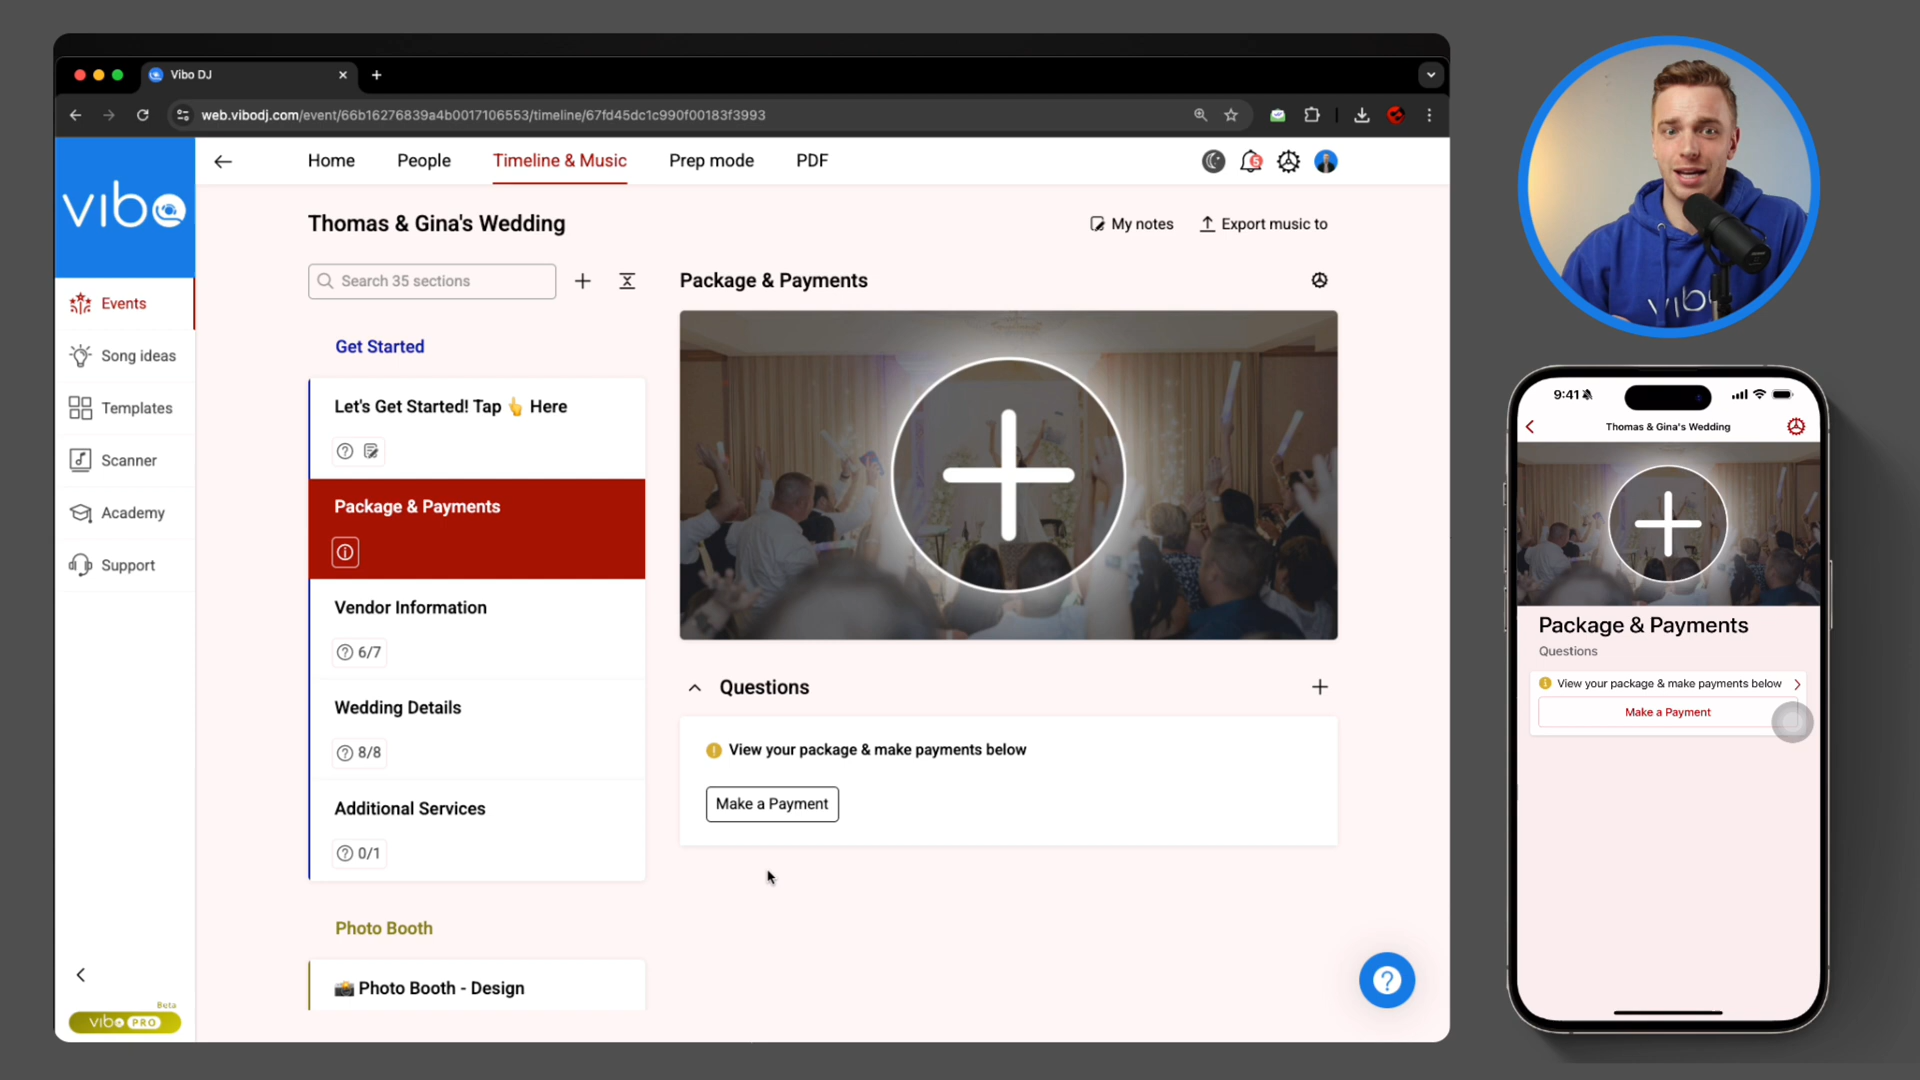 Vibo DJ
web.vibodj.com/event/66b16276839a4b0017106553/timeline/67fd45dc1c990f00183f3993
vibo
Home People Timeline & Music Prep mode PDF
5
Thomas & Gina's Wedding
My notes Export music to
Search 35 sections
Package & Payments
Events
Song ideas
Templates
Scanner
Academy
Support
Beta
vibo PRO
Get Started
Let's Get Started! Tap 👆 Here
Package & Payments
Vendor Information
6/7
Wedding Details
8/8
Additional Services
0/1
Photo Booth
📸 Photo Booth - Design
Questions
View your package & make payments below
Make a Payment
9:41
Thomas & Gina's Wedding
Package & Payments
Questions
View your package & make payments below
Make a Payment